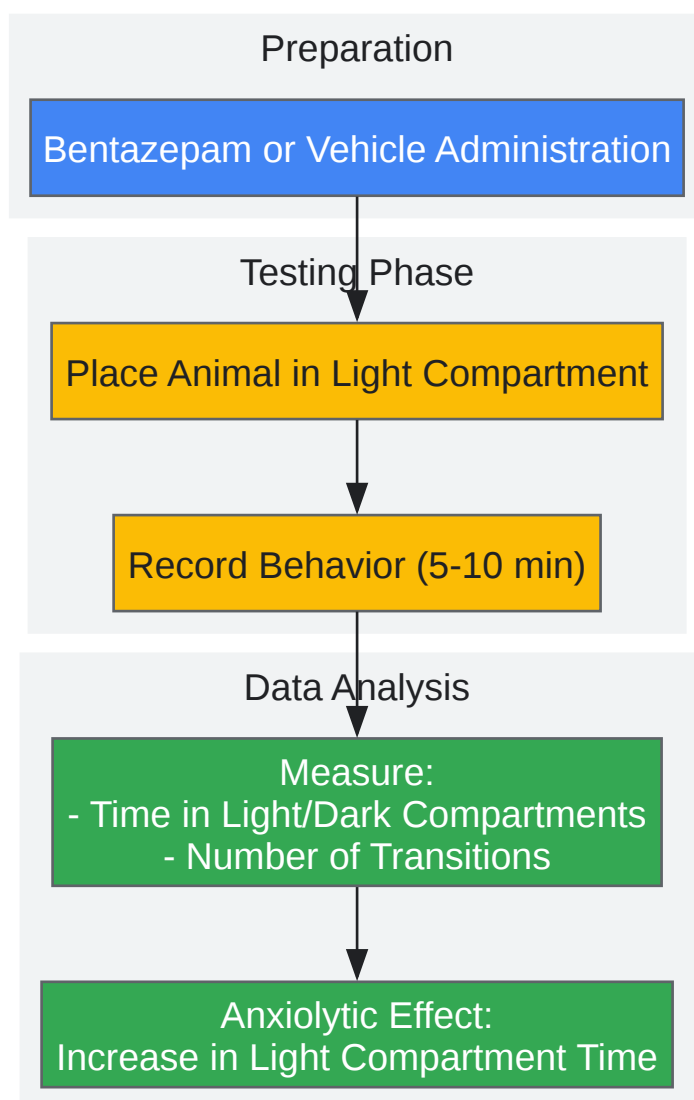 Preparation
Bentazepam or Vehicle Administration
Testing Phase
Place Animal in Light Compartment
Record Behavior (5-10 min)
Data Analysis
Measure:
- Time in Light/Dark Compartments
- Number of Transitions
Anxiolytic Effect:
Increase in Light Compartment Time